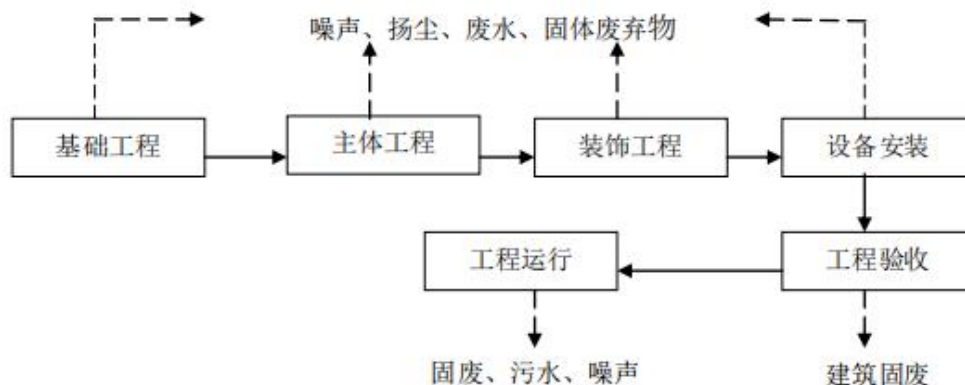 噪声、扬尘、废水、固体废弃物
基础工程
主体工程
装饰工程
设备安装
工程运行
工程验收
固废、污水、噪声
建筑固废